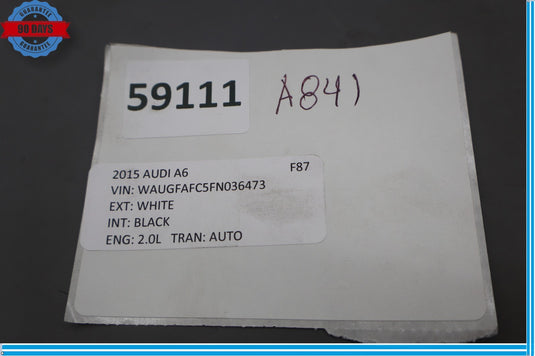 GUARANTEE
90 DAYS
GUARANTEE
59111
A841
2015 AUDI A6 F87
VIN: WAUGFAFC5FN036473
EXT: WHITE
INT: BLACK
ENG: 2.0L TRAN: AUTO